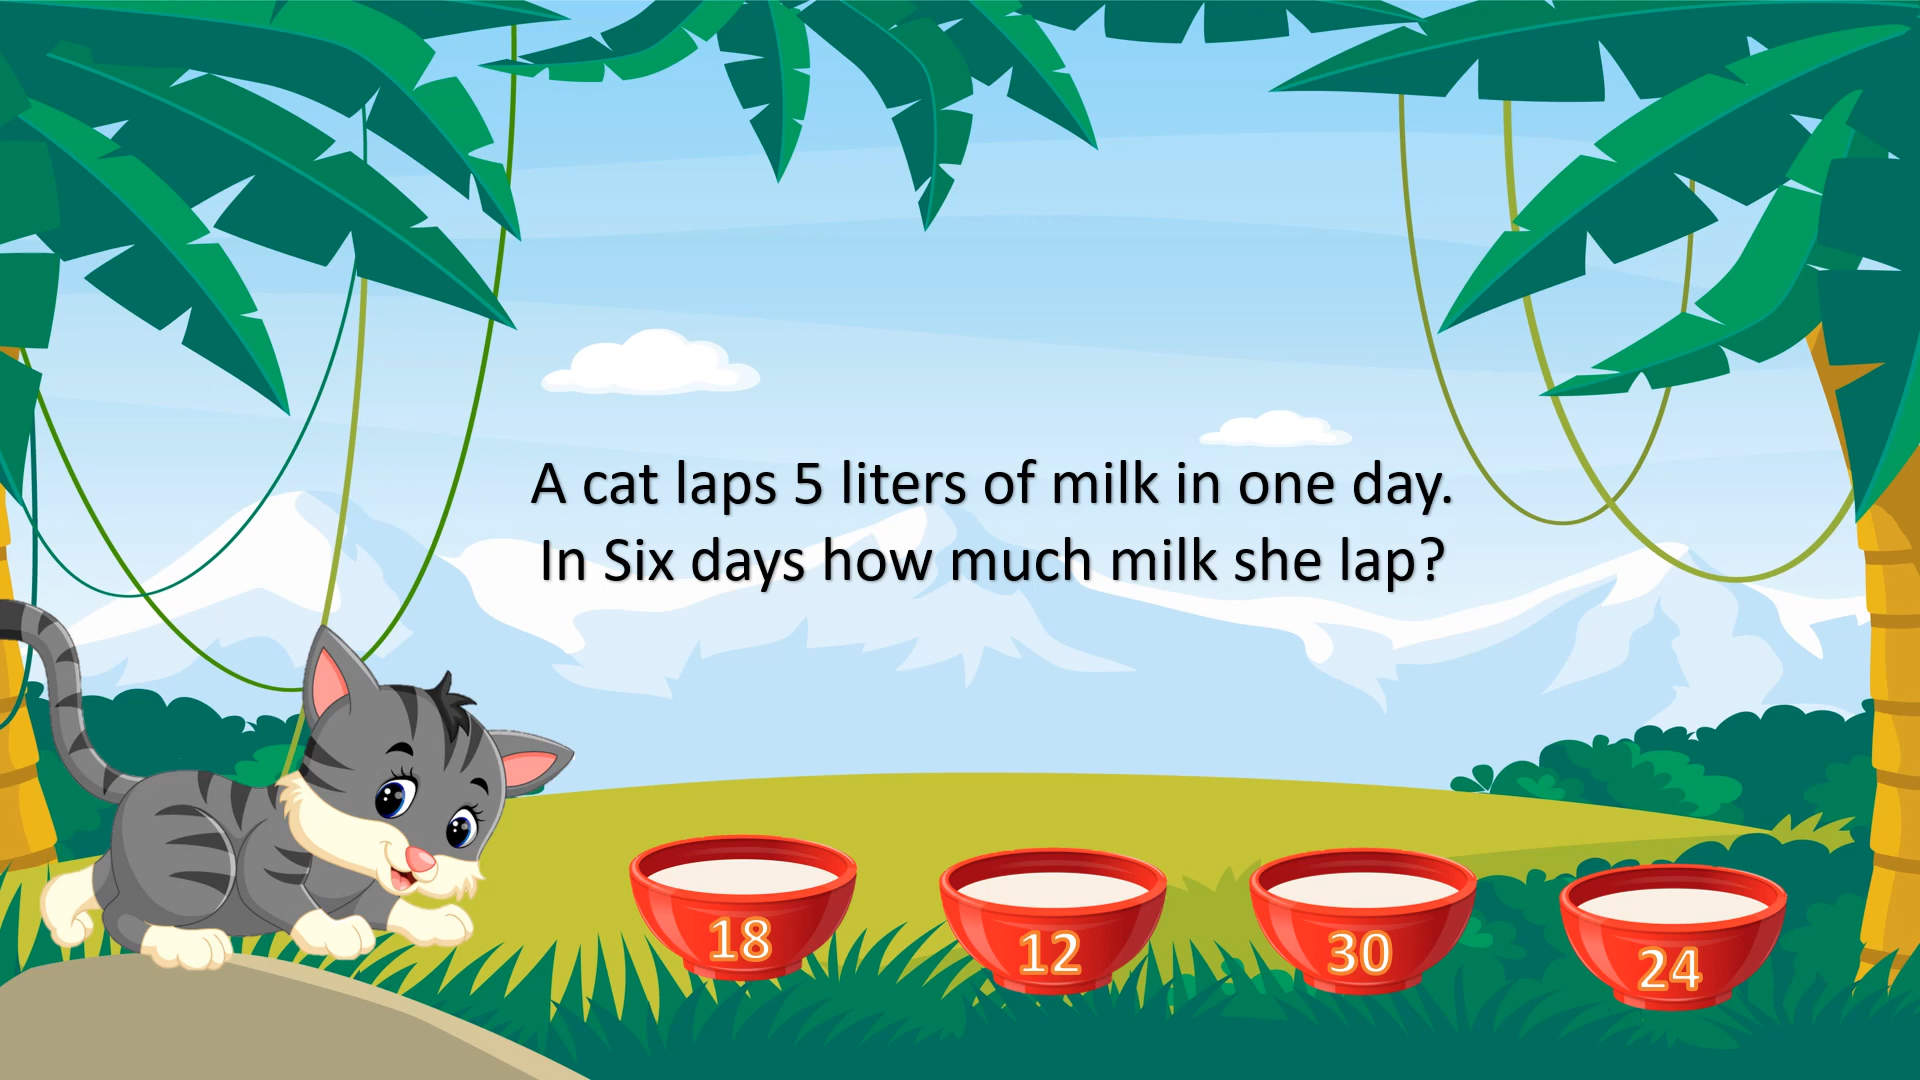 A cat laps 5 liters of milk in one day.
In Six days how much milk she lap?
18
12
30
24